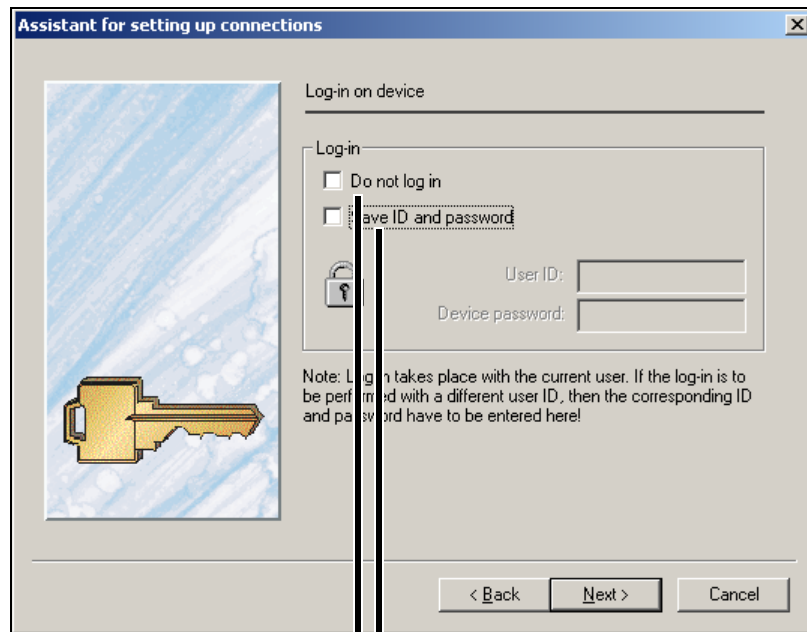 Assistant for setting up connections
Log-in on device
Log-in
Do not log in
Save ID and password
User ID:
Device password:
Note: Log-in takes place with the current user. If the log-in is to
be performed with a different user ID, then the corresponding ID
and password have to be entered here!
< Back
Next >
Cancel